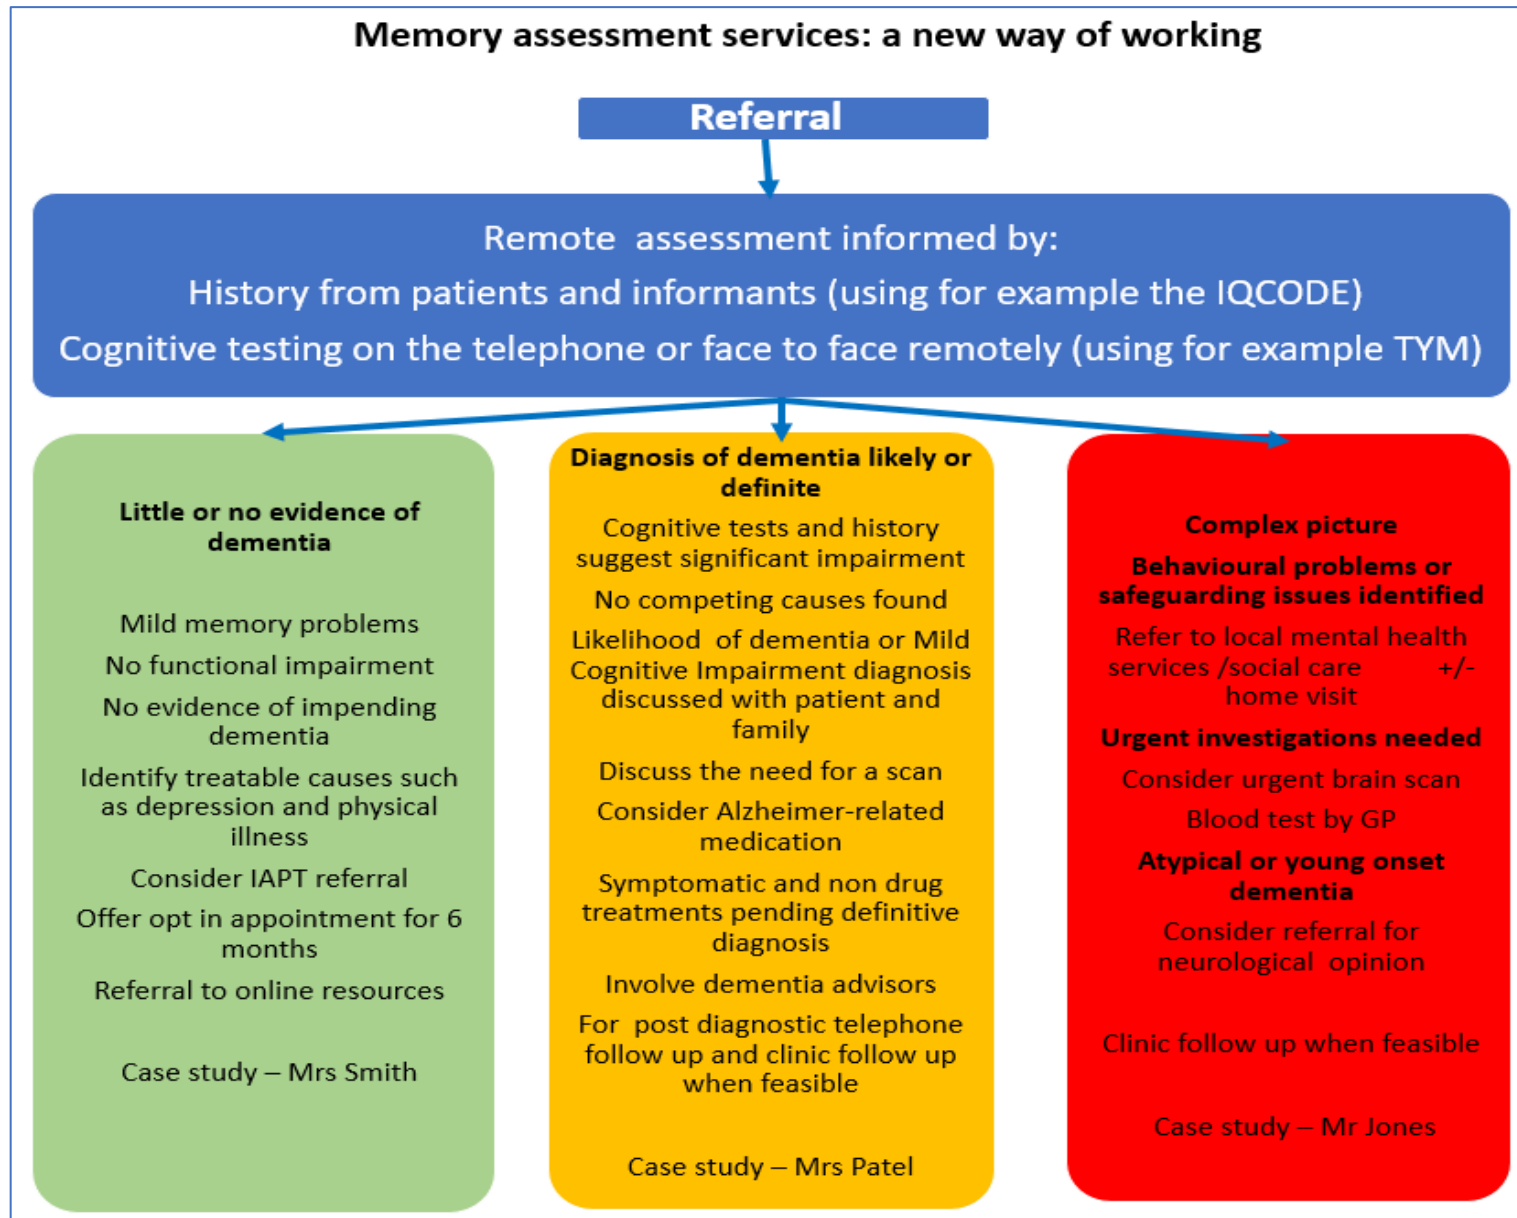 Memory assessment services: a new way of working
Referral
Remote assessment informed by:
History from patients and informants (using for example the IQCODE)
Cognitive testing on the telephone or face to face remotely (using for example TYM)
Little or no evidence of
dementia
Mild memory problems
No functional impairment
No evidence of impending
dementia
Identify treatable causes such
as depression and physical
illness
Consider IAPT referral
Offer opt in appointment for 6
months
Referral to online resources
Case study – Mrs Smith
Diagnosis of dementia likely or
definite
Cognitive tests and history
suggest significant impairment
No competing causes found
Likelihood of dementia or Mild
Cognitive Impairment diagnosis
discussed with patient and
family
Discuss the need for a scan
Consider Alzheimer-related
medication
Symptomatic and non drug
treatments pending definitive
diagnosis
Involve dementia advisors
For post diagnostic telephone
follow up and clinic follow up
when feasible
Case study – Mrs Patel
Complex picture
Behavioural problems or
safeguarding issues identified
Refer to local mental health
services /social care +/-
home visit
Urgent investigations needed
Consider urgent brain scan
Blood test by GP
Atypical or young onset
dementia
Consider referral for
neurological opinion
Clinic follow up when feasible
Case study – Mr Jones